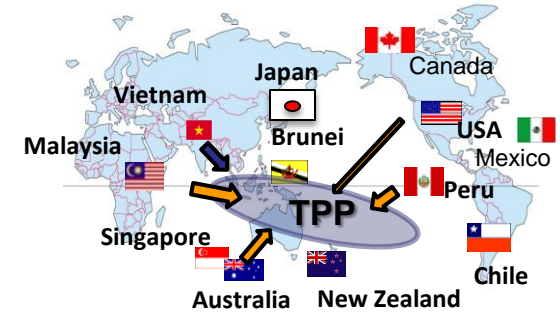 Canada
Japan
Vietnam
USA
Brunei
Malaysia
Mexico
Peru
TPP
Singapore
Chile
Australia
New Zealand